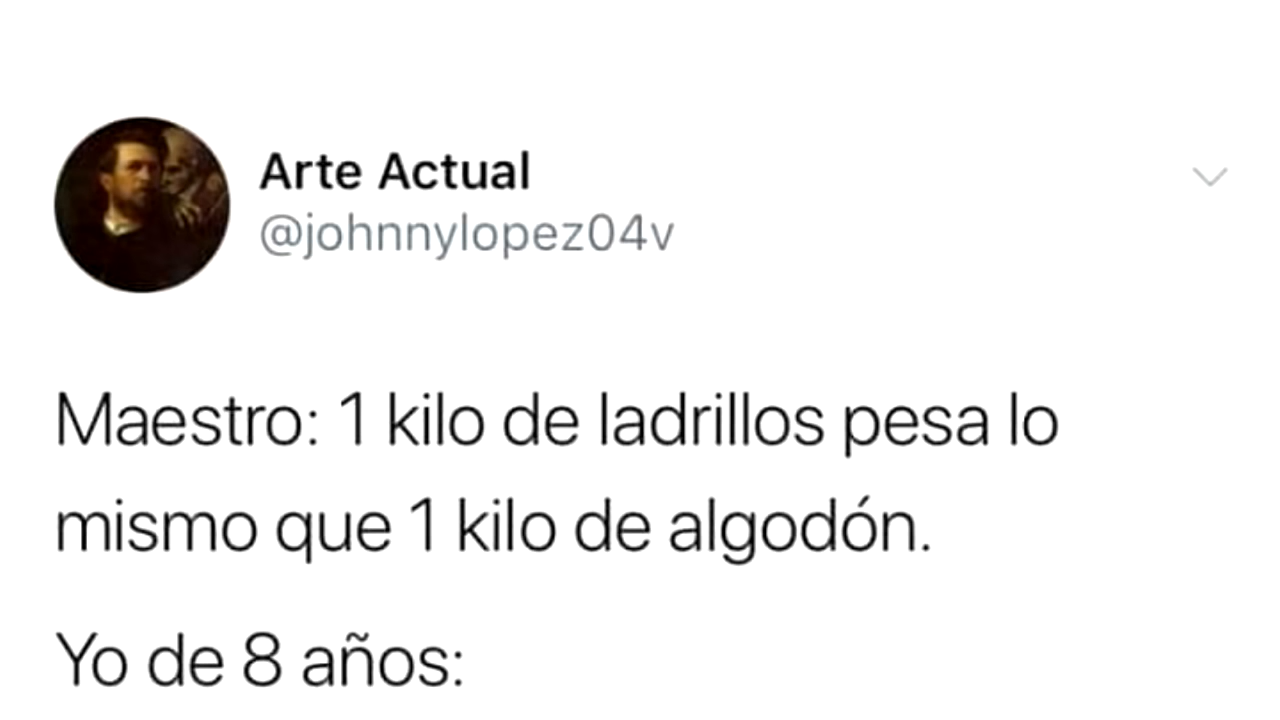 Arte Actual
@johnnylopez04v
Maestro: 1 kilo de ladrillos pesa lo
mismo que 1 kilo de algodón.
Yo de 8 años: